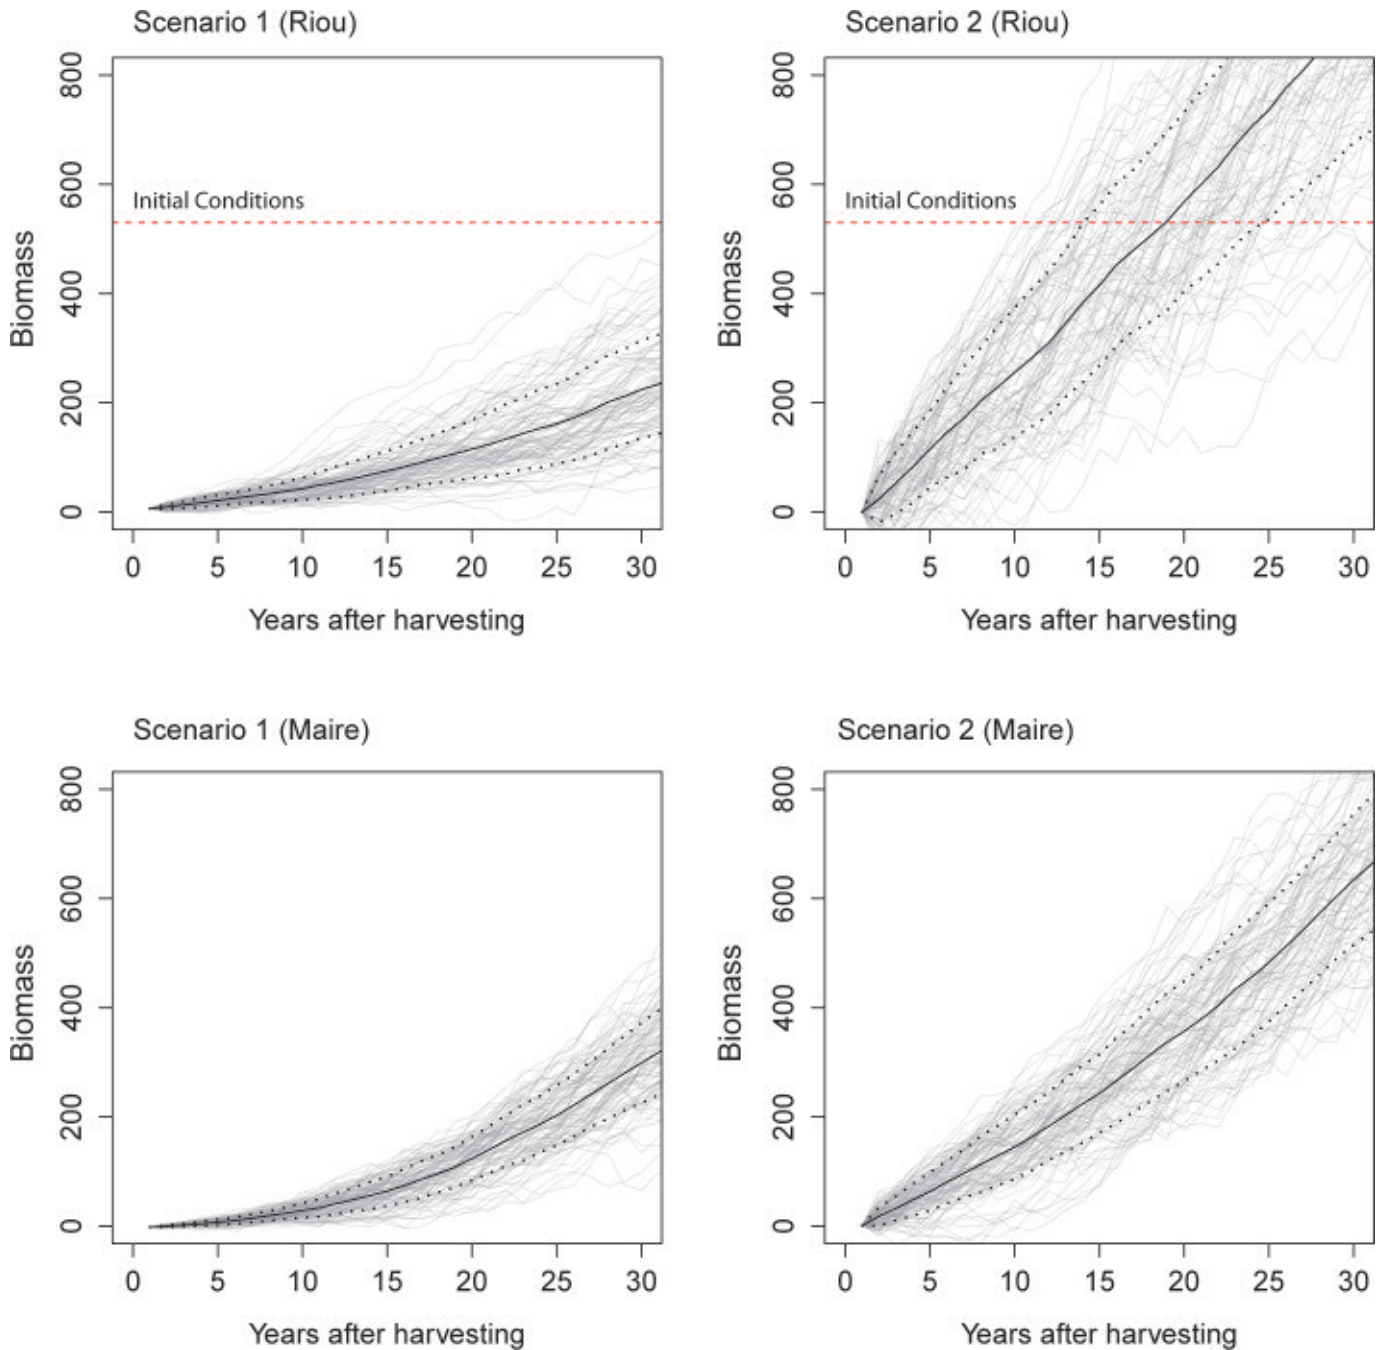 Scenario 1 (Riou)
800
600
400
200
0
Initial Conditions
Biomass
0 5 10 15 20 25 30
Years after harvesting
Scenario 2 (Riou)
800
600
400
200
0
Initial Conditions
Biomass
0 5 10 15 20 25 30
Years after harvesting
Scenario 1 (Maire)
800
600
400
200
0
Biomass
0 5 10 15 20 25 30
Years after harvesting
Scenario 2 (Maire)
800
600
400
200
0
Biomass
0 5 10 15 20 25 30
Years after harvesting